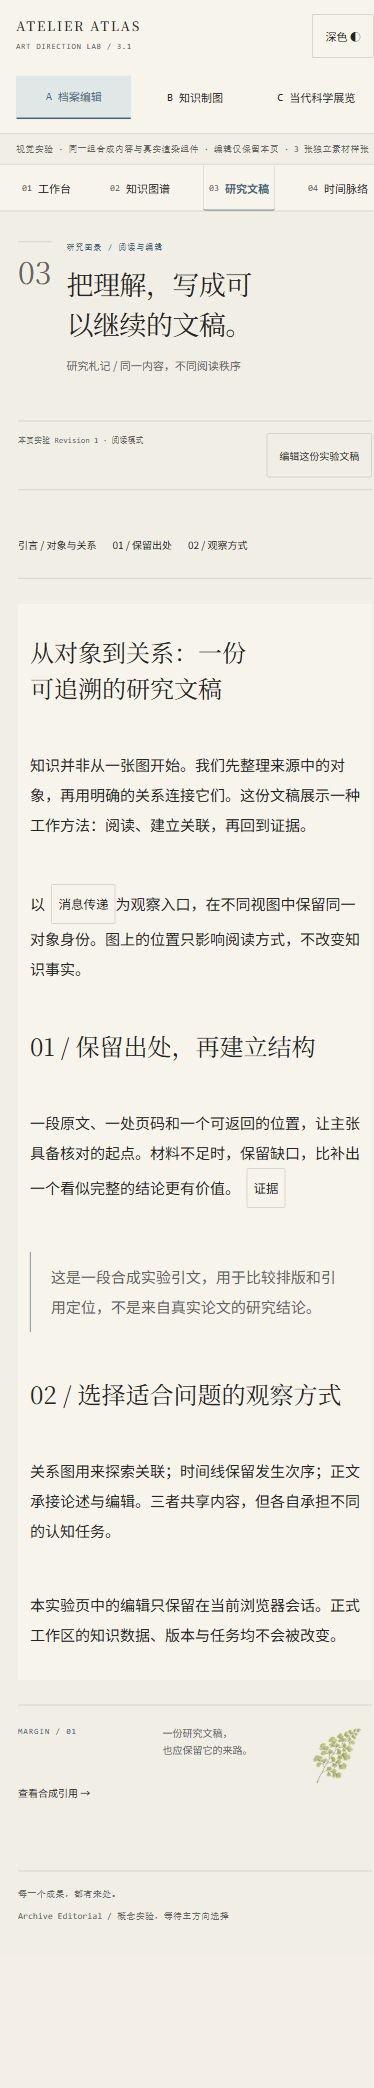 ATELIER ATLAS
ART DIRECTION LAB / 3.1
深色
A 档案编辑
B 知识制图
C 当代科学展览
视觉实验 · 同一组合成内容与真实渲染组件 · 编辑仅保留本页 · 3 张独立素材样张
01 工作台
02 知识图谱
03 研究文稿
04 时间脉络
03
研究图录 / 阅读与编辑
把理解，写成可
以继续的文稿。
研究札记 / 同一内容，不同阅读秩序
本页实验 Revision 1 · 阅读模式
编辑这份实验文稿
引言 / 对象与关系 01 / 保留出处 02 / 观察方式
从对象到关系：一份
可追溯的研究文稿
知识并非从一张图开始。我们先整理来源中的对
象，再用明确的关系连接它们。这份文稿展示一种
工作方法：阅读、建立关联，再回到证据。
以 消息传递 为观察入口，在不同视图中保留同一
对象身份。图上的位置只影响阅读方式，不改变知
识事实。
01 / 保留出处，再建立结构
一段原文、一处页码和一个可返回的位置，让主张
具备核对的起点。材料不足时，保留缺口，比补出
一个看似完整的结论更有价值。 证据
这是一段合成实验引文，用于比较排版和引
用定位，不是来自真实论文的研究结论。
02 / 选择适合问题的观察方式
关系图用来探索关联；时间线保留发生次序；正文
承接论述与编辑。三者共享内容，但各自承担不同
的认知任务。
本实验页中的编辑只保留在当前浏览器会话。正式
工作区的知识数据、版本与任务均不会被改变。
MARGIN / 01
一份研究文稿，
也应保留它的来路。
查看合成引用 →
每一个成果，都有来处。
Archive Editorial / 概念实验，等待主方向选择